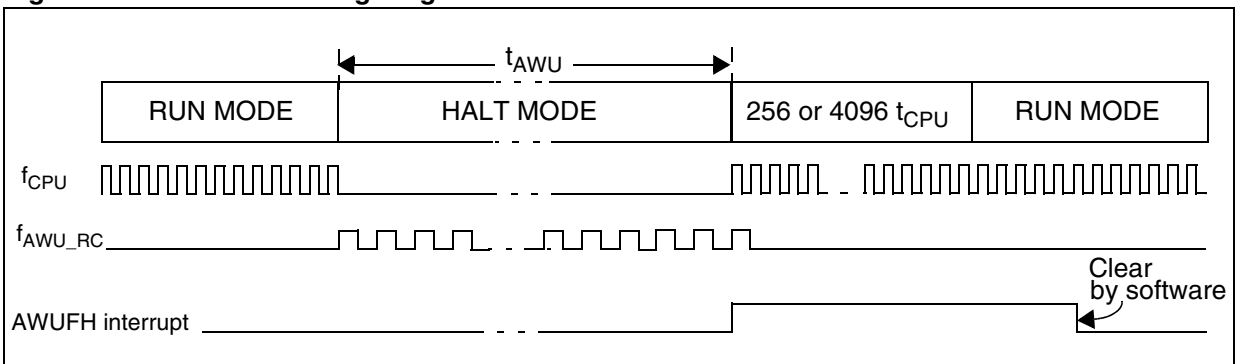 tAWU
RUN MODE HALT MODE 256 or 4096 tCPU RUN MODE
fCPU
fAWU_RC
Clear
by software
AWUFH interrupt